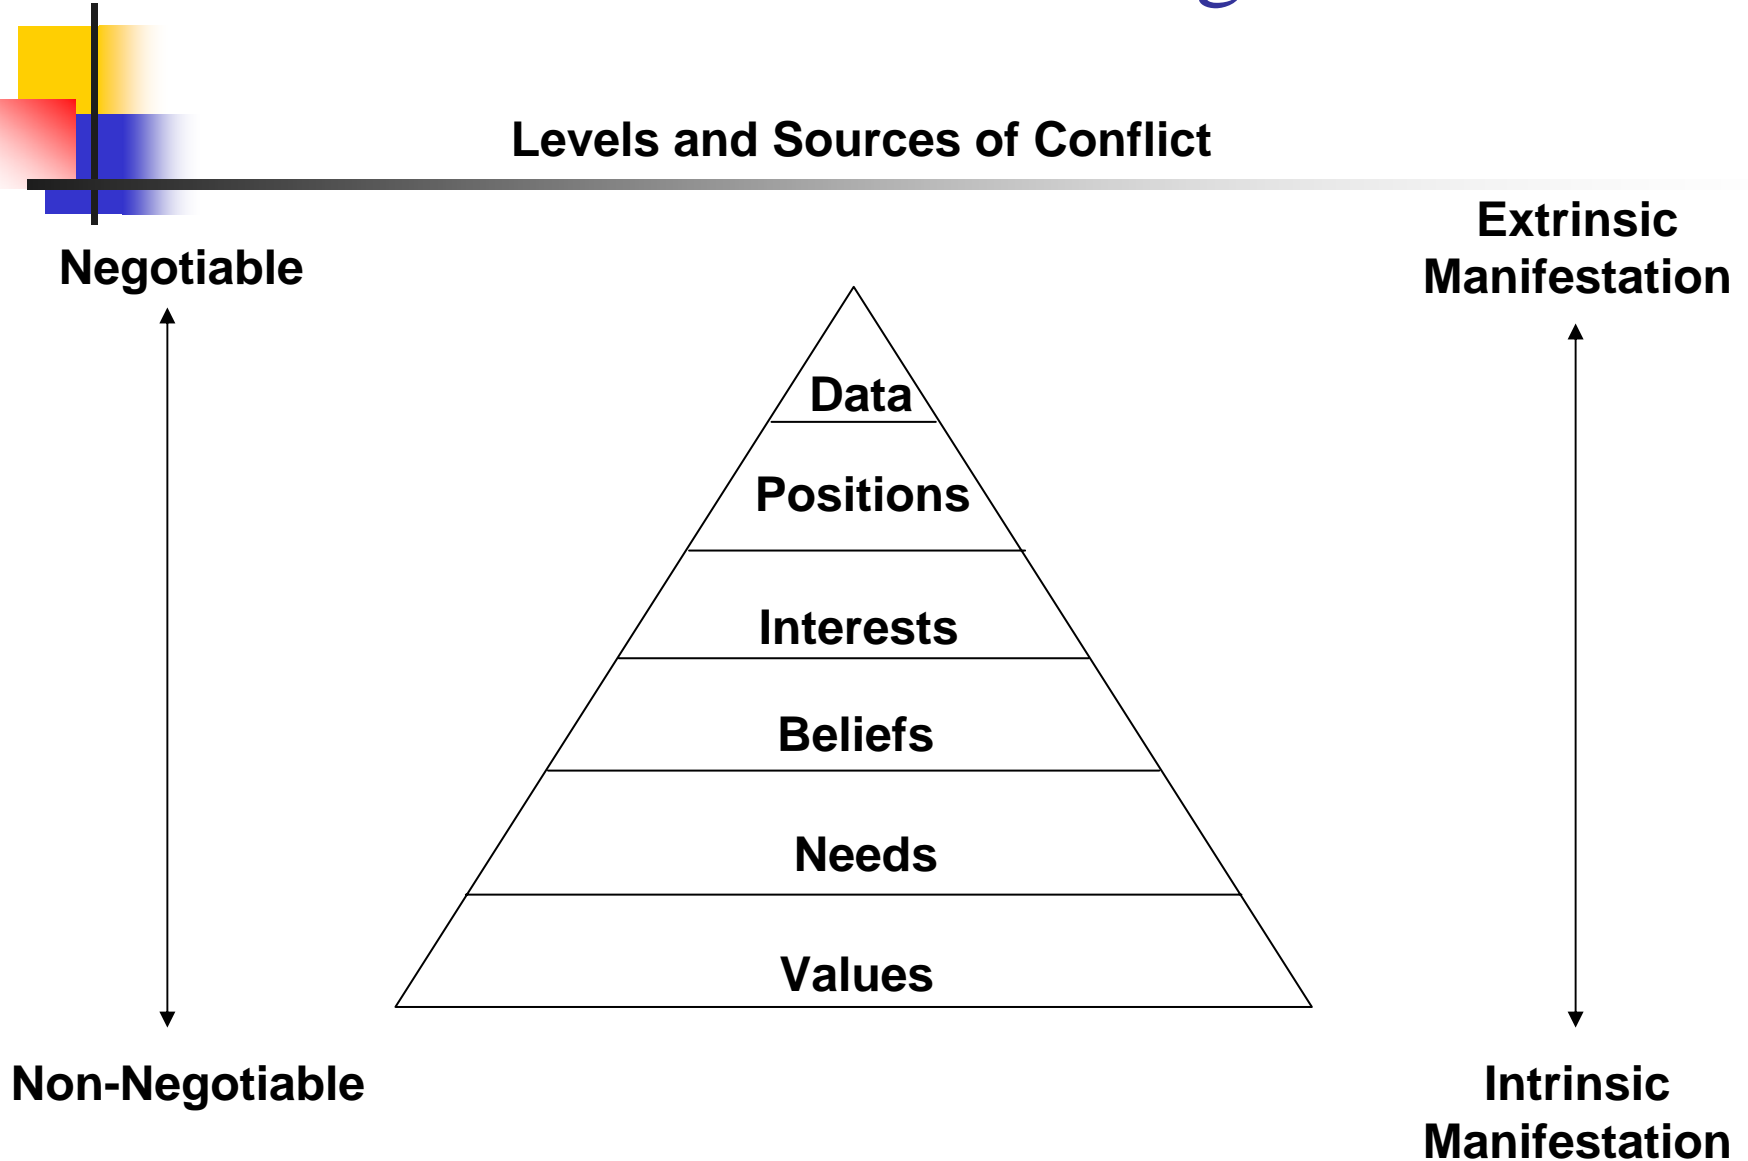 Levels and Sources of Conflict
Negotiable
Extrinsic
Manifestation
Data
Positions
Interests
Beliefs
Needs
Values
Non-Negotiable
Intrinsic
Manifestation